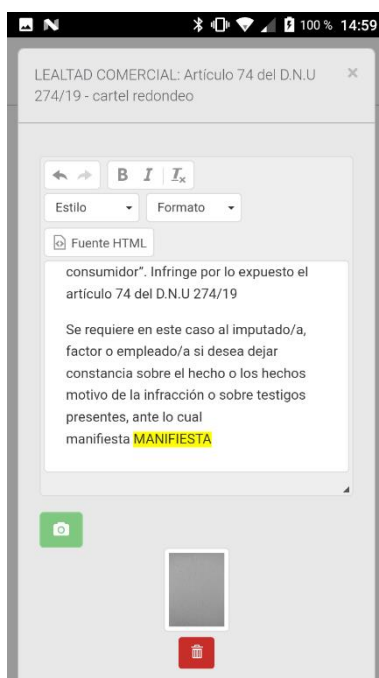 100 % 14:59
LEALTAD COMERCIAL: Artículo 74 del D.N.U
274/19 - cartel redondeo
×
B I Tx
Estilo Formato
Fuente HTML
consumidor”. Infringe por lo expuesto el
artículo 74 del D.N.U 274/19
Se requiere en este caso al imputado/a,
factor o empleado/a si desea dejar
constancia sobre el hecho o los hechos
motivo de la infracción o sobre testigos
presentes, ante lo cual
manifiesta MANIFIESTA